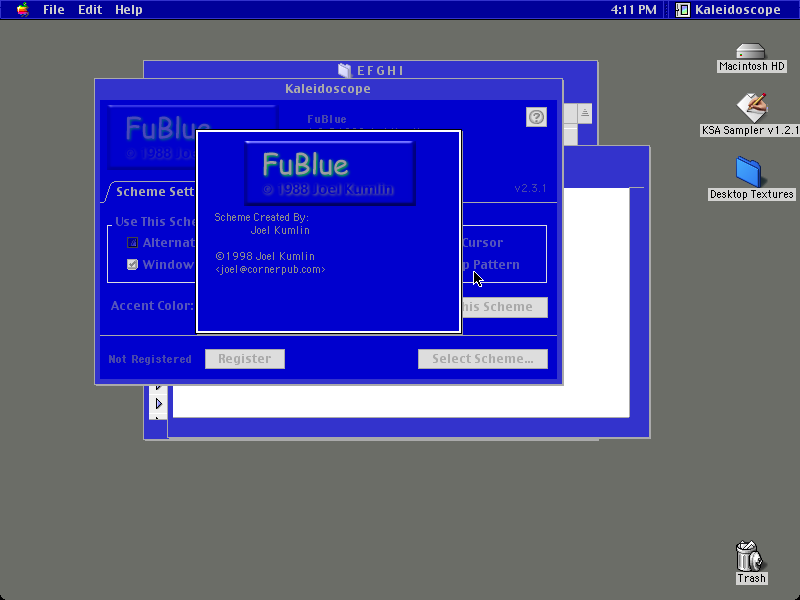 File Edit Help
4:11 PM Kaleidoscope
EFGHI
Kaleidoscope
FuBlue
© 1988 Joe
FuBlue
v2.3.1
Scheme Sett
Use This Sche
Alternat
Window
Cursor
p Pattern
Accent Color:
his Scheme
Not Registered
Register
Select Scheme...
FuBlue
© 1988 Joel Kumlin
Scheme Created By:
Joel Kumlin
©1998 Joel Kumlin
<joel@cornerpub.com>
Macintosh HD
KSA Sampler v1.2.1
Desktop Textures
Trash